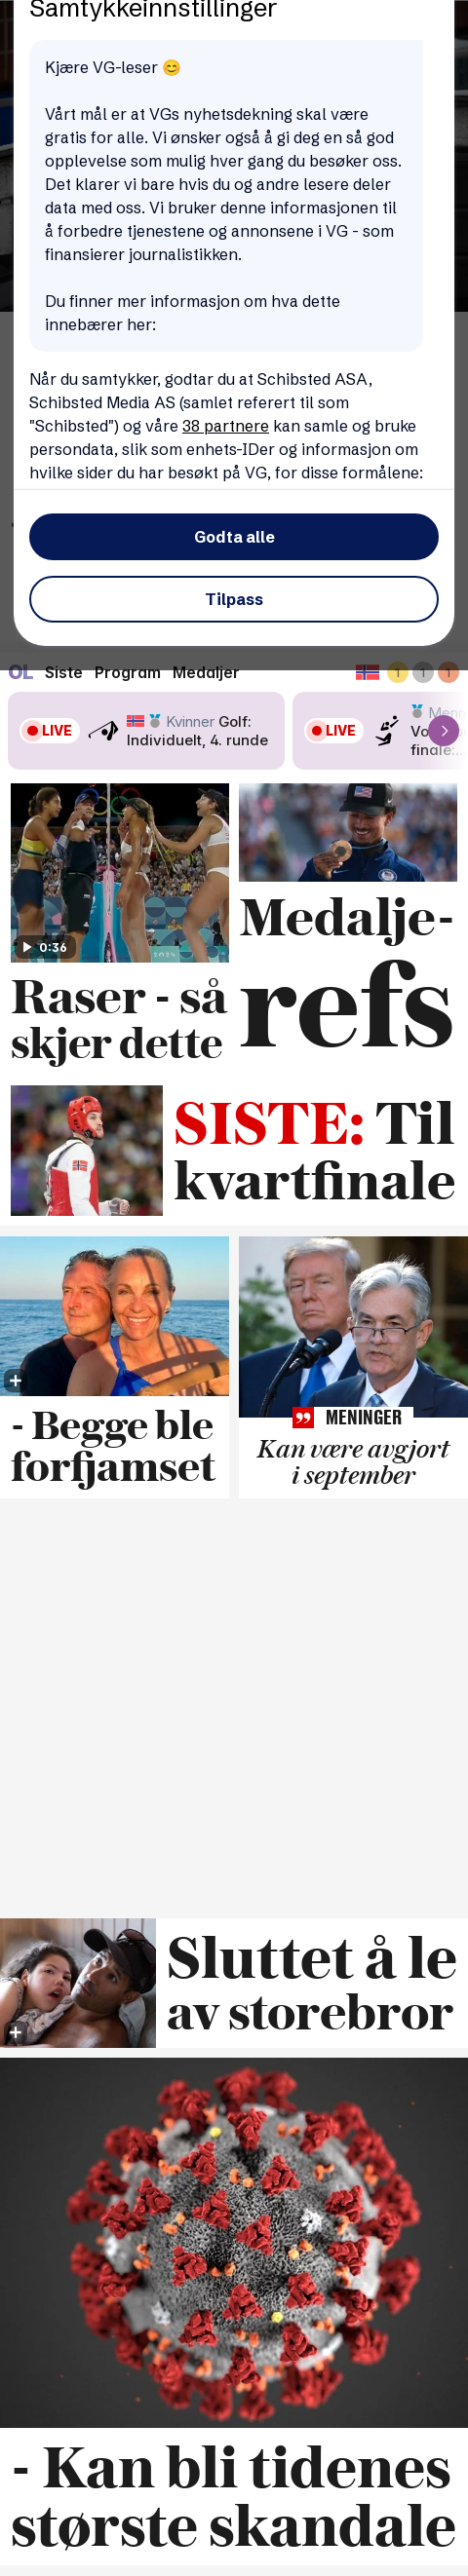 Samtykkeinnstillinger
Kjære VG-leser 😊
Vårt mål er at VGs nyhetsdekning skal være
gratis for alle. Vi ønsker også å gi deg en så god
opplevelse som mulig hver gang du besøker oss.
Det klarer vi bare hvis du og andre lesere deler
data med oss. Vi bruker denne informasjonen til
å forbedre tjenestene og annonsene i VG - som
finansierer journalistikken.
Du finner mer informasjon om hva dette
innebærer her:
Når du samtykker, godtar du at Schibsted ASA,
Schibsted Media AS (samlet referert til som
"Schibsted") og våre 38 partnere kan samle og bruke
persondata, slik som enhets-IDer og informasjon om
hvilke sider du har besøkt på VG, for disse formålene:
Godta alle
Tilpass
OL Siste Program Medaljer 1 1 1
LIVE Kvinner Golf:
Individuelt, 4. runde
LIVE
finale:...
0:36
Raser - så
skjer dette
Medalje-
refs
SISTE: Til
kvartfinale
- Begge ble
forfjamset
MENINGER
Kan være avgjort
i september
Sluttet å le
av storebror
- Kan bli tidenes
største skandale